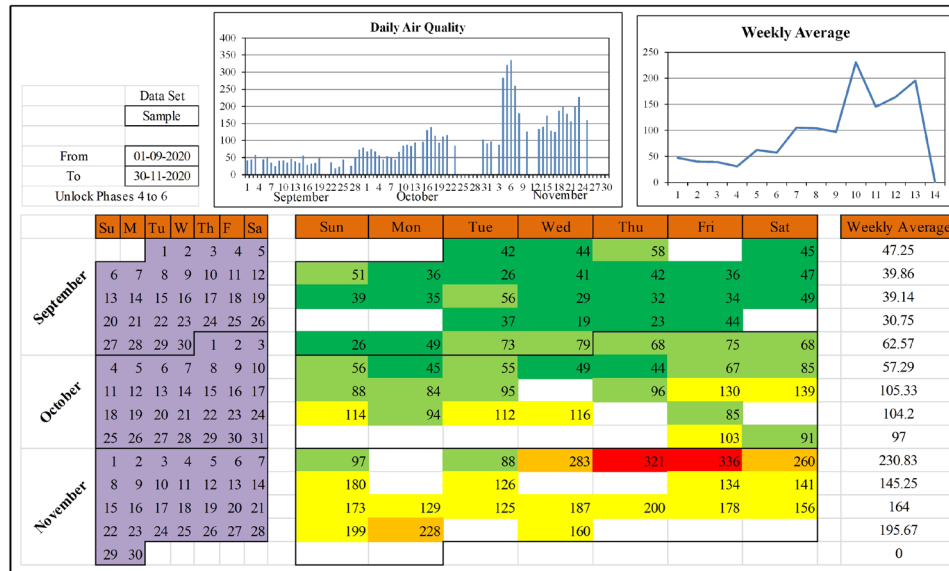 Daily Air Quality
400
350
300
250
200
150
100
50
0
1 4 7 10 13 16 19 22 25 28 1 4 7 10 13 16 19 22 25 28 31 3 6 9 12 15 18 21 24 27 30
September October November
Weekly Average
250
200
150
100
50
0
1 2 3 4 5 6 7 8 9 10 11 12 13 14
Data Set
Sample
From 01-09-2020
To 30-11-2020
Unlock Phases 4 to 6
Su M Tu W Th F Sa Sun Mon Tue Wed Thu Fri Sat Weekly Average
September
1 2 3 4 5 42 44 58 45 47.25
6 7 8 9 10 11 12 51 36 26 41 42 36 47 39.86
13 14 15 16 17 18 19 39 35 56 29 32 34 49 39.14
20 21 22 23 24 25 26 37 19 23 44 30.75
27 28 29 30 1 2 3 26 49 73 79 68 75 68 62.57
October
4 5 6 7 8 9 10 56 45 55 49 44 67 85 57.29
11 12 13 14 15 16 17 88 84 95 96 130 139 105.33
18 19 20 21 22 23 24 114 94 112 116 85 104.2
25 26 27 28 29 30 31 103 91 97
November
1 2 3 4 5 6 7 97 88 283 321 336 260 230.83
8 9 10 11 12 13 14 180 126 134 141 145.25
15 16 17 18 19 20 21 173 129 125 187 200 178 156 164
22 23 24 25 26 27 28 199 228 160 195.67
29 30 0